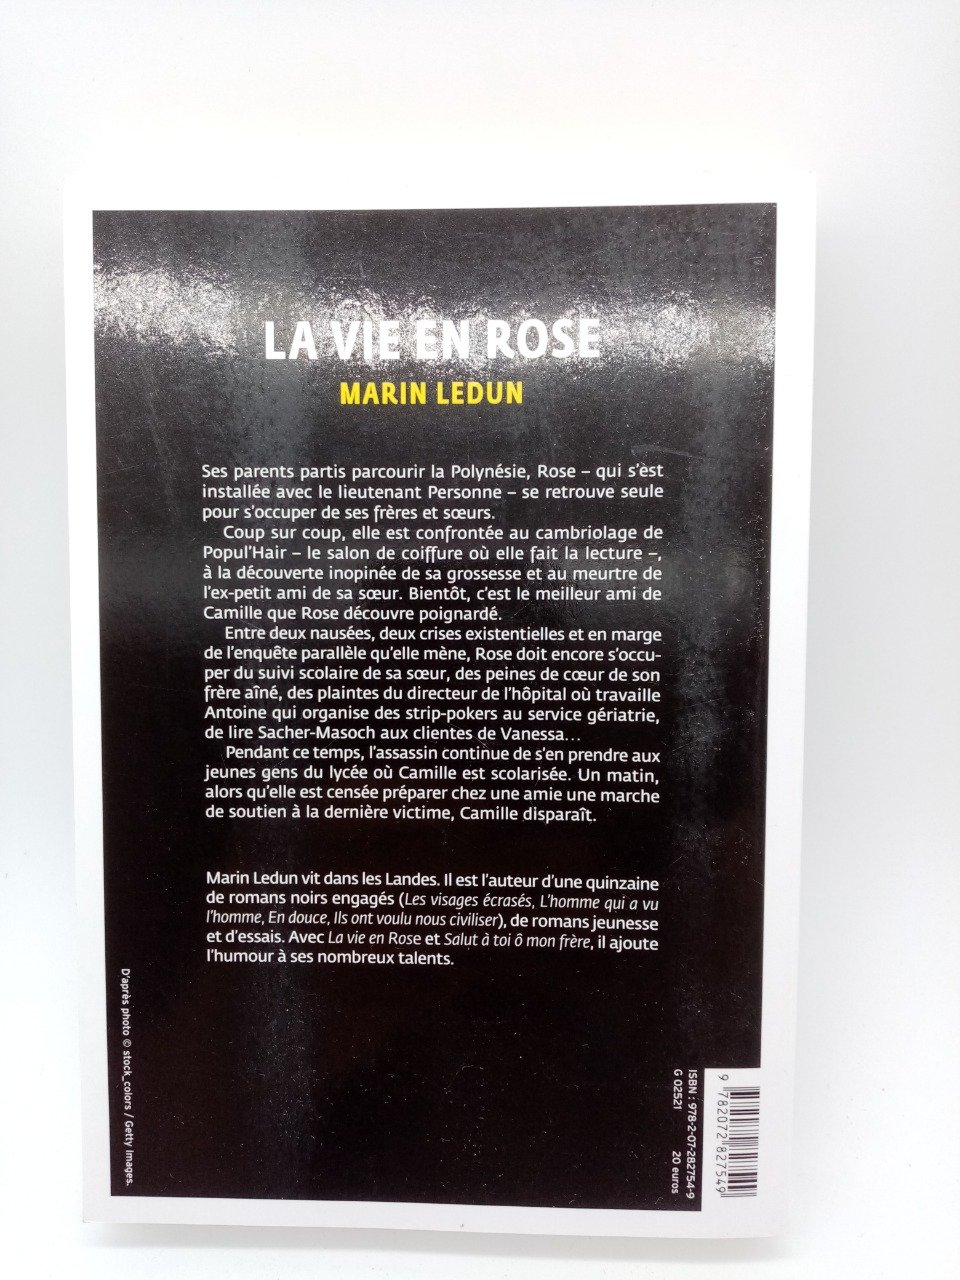 LA VIE EN ROSE
MARIN LEDUN
Ses parents partis parcourir la Polynésie, Rose – qui s'est
installée avec le lieutenant Personne – se retrouve seule
pour s'occuper de ses frères et sœurs.
Coup sur coup, elle est confrontée au cambriolage de
Popul'Hair – le salon de coiffure où elle fait la lecture –,
à la découverte inopinée de sa grossesse et au meurtre de
l'ex-petit ami de sa sœur. Bientôt, c'est le meilleur ami de
Camille que Rose découvre poignardé.
Entre deux nausées, deux crises existentielles et en marge
de l'enquête parallèle qu'elle mène, Rose doit encore s'occu-
per du suivi scolaire de sa sœur, des peines de cœur de son
frère aîné, des plaintes du directeur de l'hôpital où travaille
Antoine qui organise des strip-pokers au service gériatrie,
de lire Sacher-Masoch aux clientes de Vanessa…
Pendant ce temps, l'assassin continue de s'en prendre aux
jeunes gens du lycée où Camille est scolarisée. Un matin,
alors qu'elle est censée préparer chez une amie une marche
de soutien à la dernière victime, Camille disparaît.
Marin Ledun vit dans les Landes. Il est l'auteur d'une quinzaine
de romans noirs engagés (Les visages écrasés, L'homme qui a vu
l'homme, En douce, Ils ont voulu nous civiliser), de romans jeunesse
et d'essais. Avec La vie en Rose et Salut à toi ô mon frère, il ajoute
l'humour à ses nombreux talents.
D'après photo © stock_colors / Getty Images.
ISBN : 978-2-07-282754-9
G 02521 20 euros
9 782072 827549